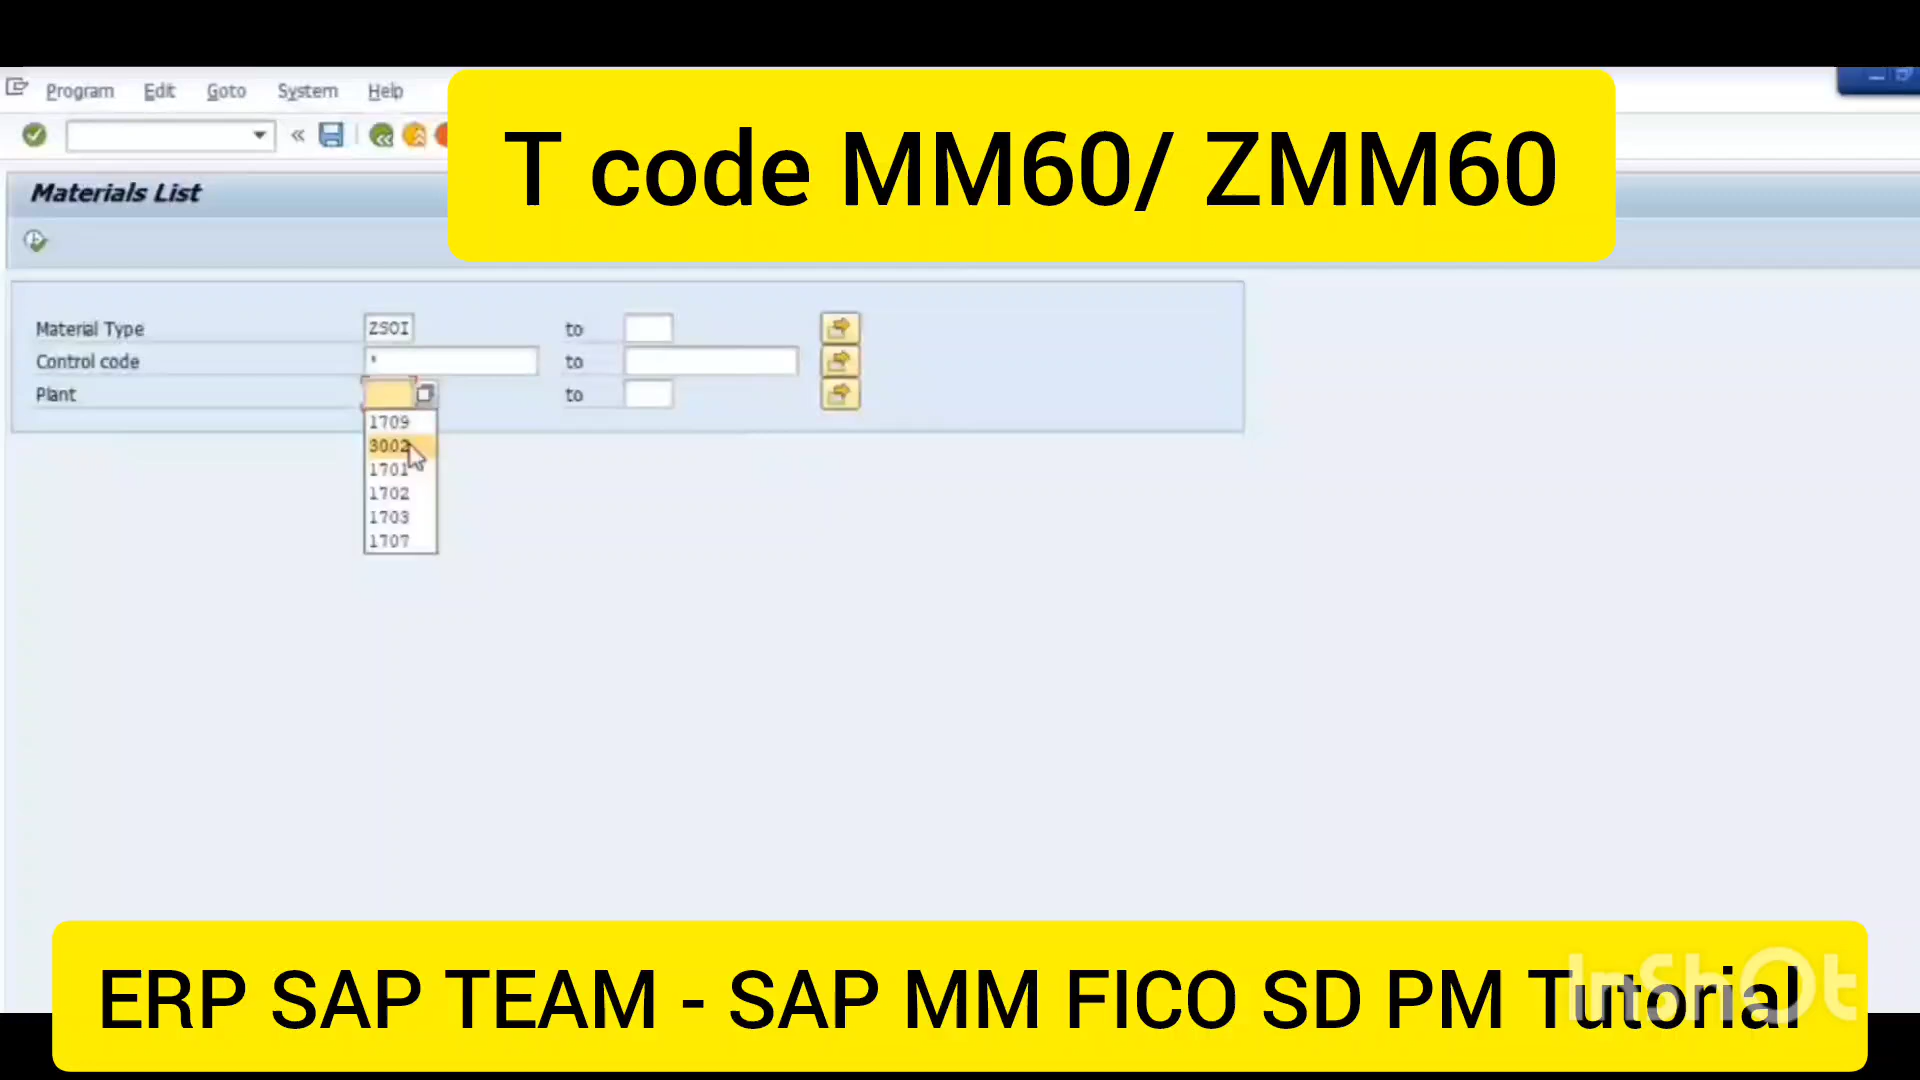 Program Edit Goto System Help
T code MM60/ ZMM60
Materials List
Material Type ZSOI to
Control code * to
Plant to
1709
3002
1701
1702
1703
1707
ERP SAP TEAM - SAP MM FICO SD PM Tutorial
InShOt